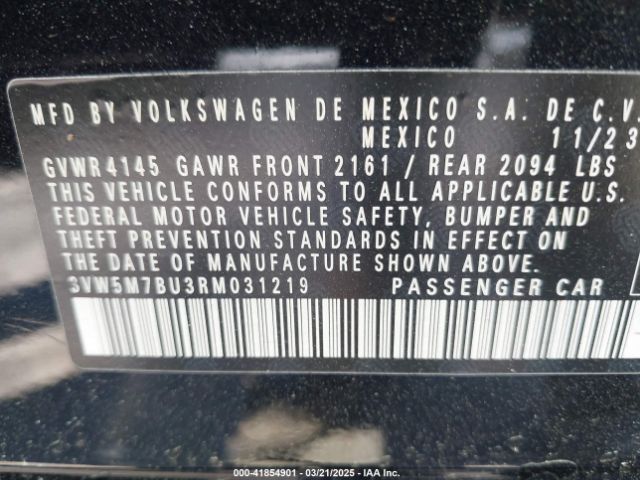 MFD BY VOLKSWAGEN DE MEXICO S.A. DE C.V.
MEXICO 11/23
GVWR 4145 GAWR FRONT 2161 / REAR 2094 LBS
THIS VEHICLE CONFORMS TO ALL APPLICABLE U.S.
FEDERAL MOTOR VEHICLE SAFETY, BUMPER AND
THEFT PREVENTION STANDARDS IN EFFECT ON
THE DATE OF MANUFACTURE SHOWN ABOVE.
3VW5M7BU3RM031219 PASSENGER CAR
000-41854901 — 03/21/2025 — IAA Inc.